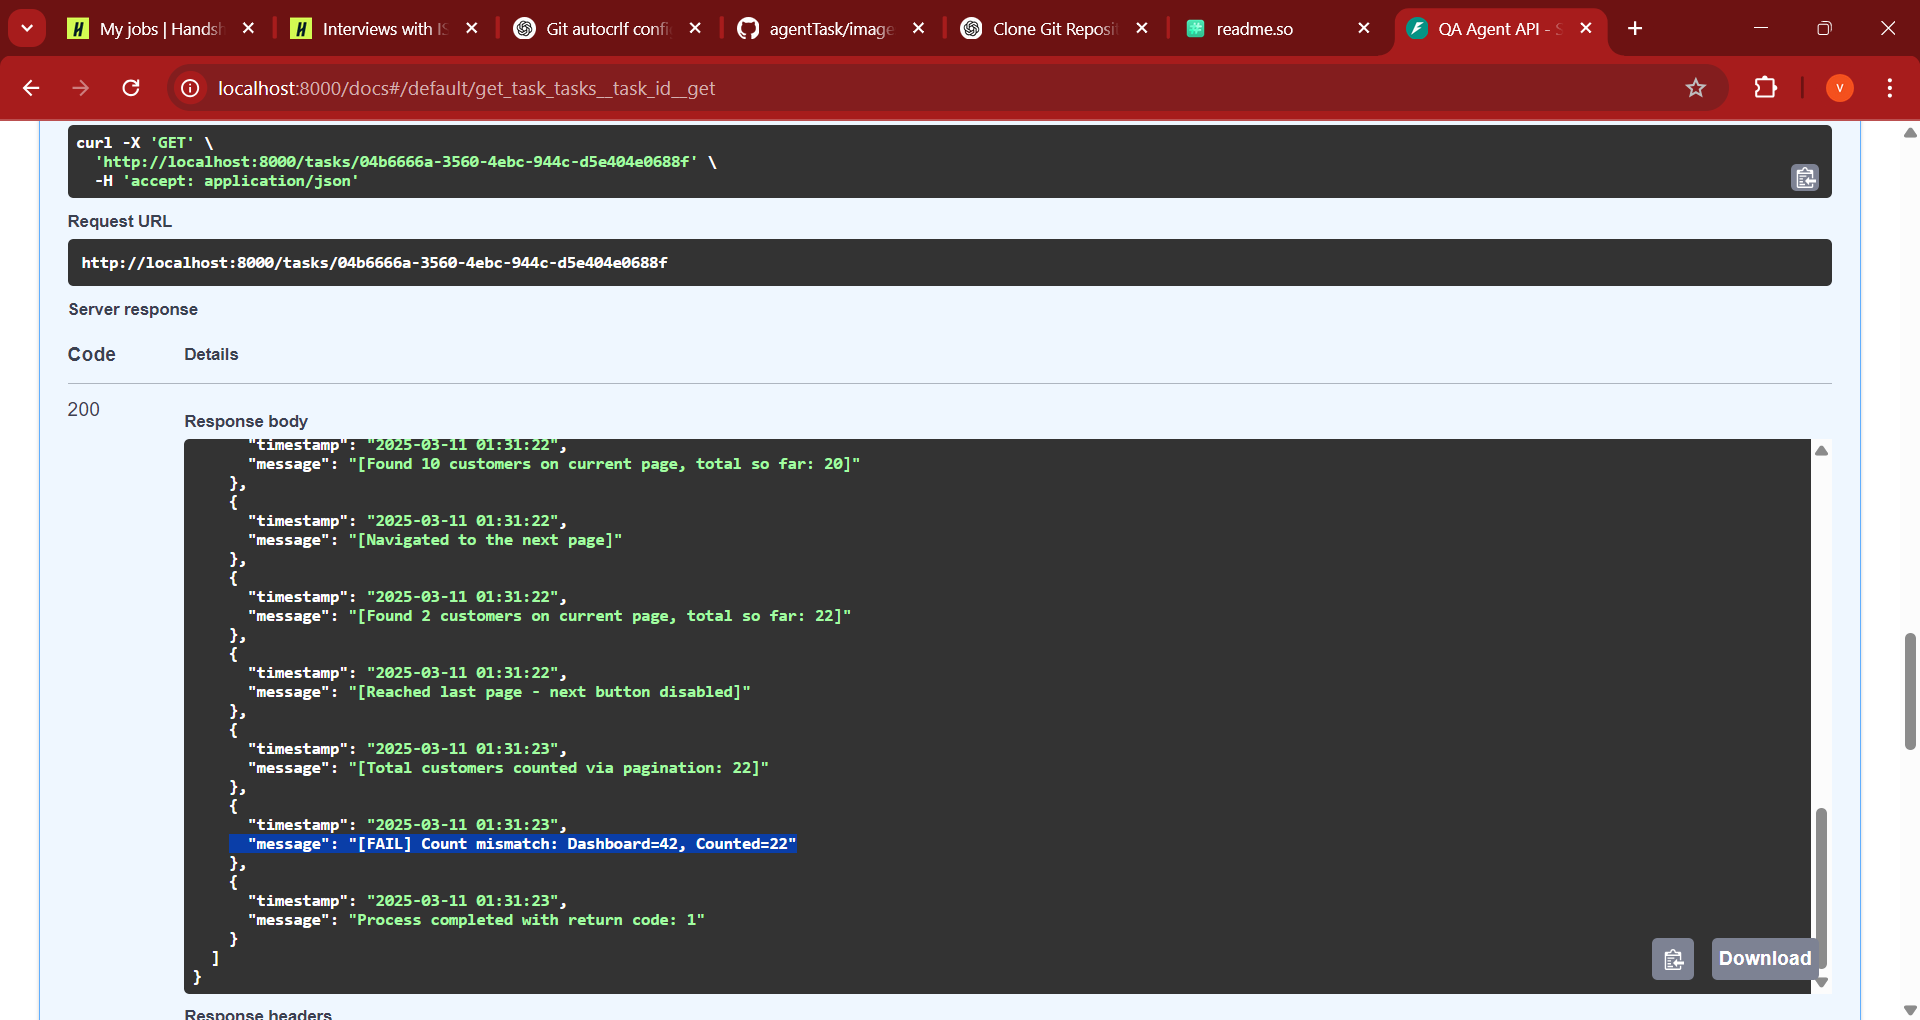 My jobs | Handsh
Interviews with IS
Git autocrlf confi
agentTask/image
Clone Git Reposit
readme.so
QA Agent API - S
localhost:8000/docs#/default/get_task_tasks__task_id__get
V
curl -X 'GET' \
'http://localhost:8000/tasks/04b6666a-3560-4ebc-944c-d5e404e0688f' \
-H 'accept: application/json'
Request URL
http://localhost:8000/tasks/04b6666a-3560-4ebc-944c-d5e404e0688f
Server response
Code Details
200
Response body
"timestamp": "2025-03-11 01:31:22",
"message": "[Found 10 customers on current page, total so far: 20]"
},
{
"timestamp": "2025-03-11 01:31:22",
"message": "[Navigated to the next page]"
},
{
"timestamp": "2025-03-11 01:31:22",
"message": "[Found 2 customers on current page, total so far: 22]"
},
{
"timestamp": "2025-03-11 01:31:22",
"message": "[Reached last page - next button disabled]"
},
{
"timestamp": "2025-03-11 01:31:23",
"message": "[Total customers counted via pagination: 22]"
},
{
"timestamp": "2025-03-11 01:31:23",
"message": "[FAIL] Count mismatch: Dashboard=42, Counted=22"
},
{
"timestamp": "2025-03-11 01:31:23",
"message": "Process completed with return code: 1"
}
]
}
Download
Response headers